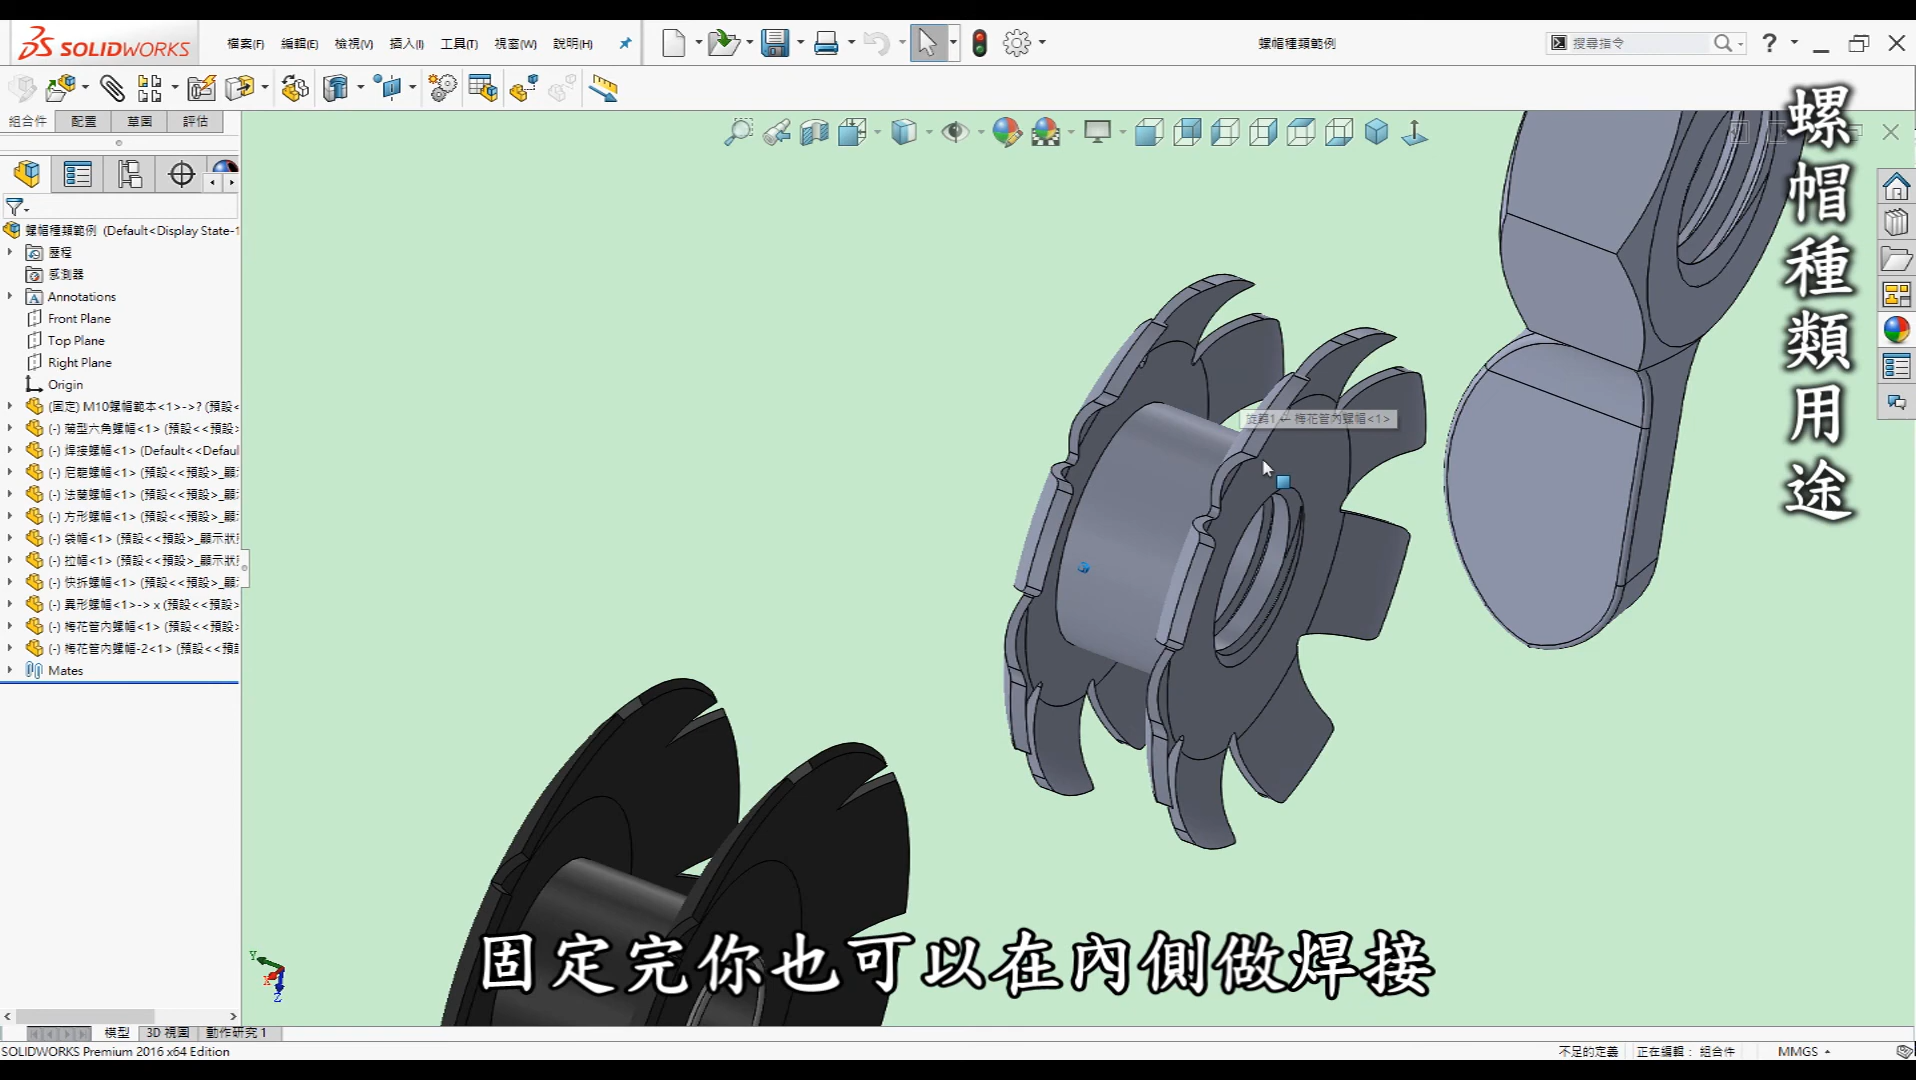 SOLIDWORKS
檔案(F) 編輯(E) 檢視(V) 插入(I) 工具(T) 視窗(W) 說明(H)
螺帽種類範例
搜尋指令
組合件 配置 草圖 評估
螺帽種類範例 (Default<Display State-1
歷程
感測器
Annotations
Front Plane
Top Plane
Right Plane
Origin
(固定) M10螺帽範本<1>->? (預設<
(-) 薄型六角螺帽<1> (預設<<預設>
(-) 焊接螺帽<1> (Default<<Defaul
(-) 尼龍螺帽<1> (預設<<預設>_顯
(-) 法蘭螺帽<1> (預設<<預設>_顯
(-) 方形螺帽<1> (預設<<預設>_顯
(-) 袋帽<1> (預設<<預設>_顯示狀
(-) 拉帽<1> (預設<<預設>_顯示狀
(-) 快拆螺帽<1> (預設<<預設>_顯
(-) 異形螺帽<1>-> x (預設<<預設>
(-) 梅花管內螺帽<1> (預設<<預設>
(-) 梅花管內螺帽-2<1> (預設<<預設
Mates
旋轉1 ← 梅花管內螺帽<1>
螺帽種類用途
固定完你也可以在內側做焊接
Y
X
Z
模型 3D 視圖 動作研究 1
SOLIDWORKS Premium 2016 x64 Edition
不足的定義 正在編輯： 組合件 MMGS